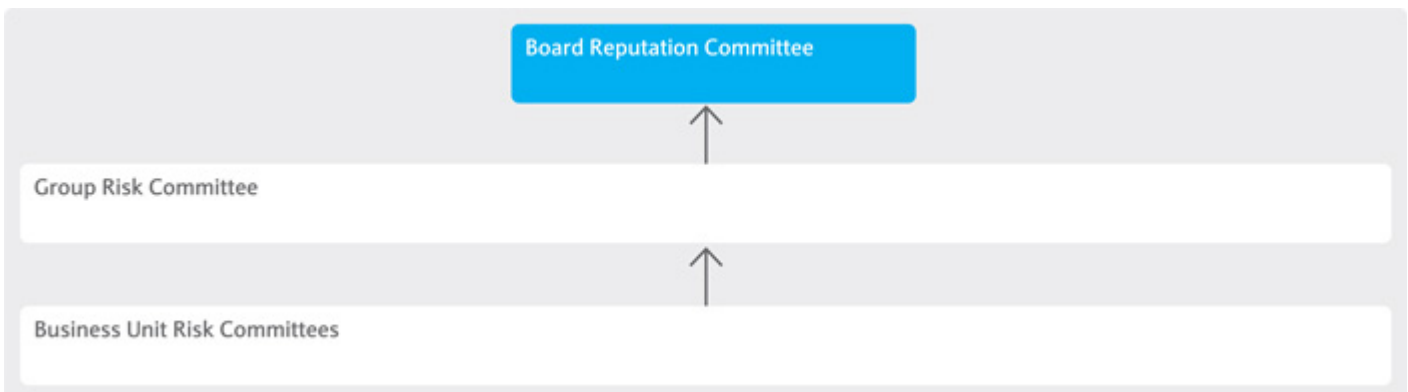 Board Reputation Committee
Group Risk Committee
Business Unit Risk Committees